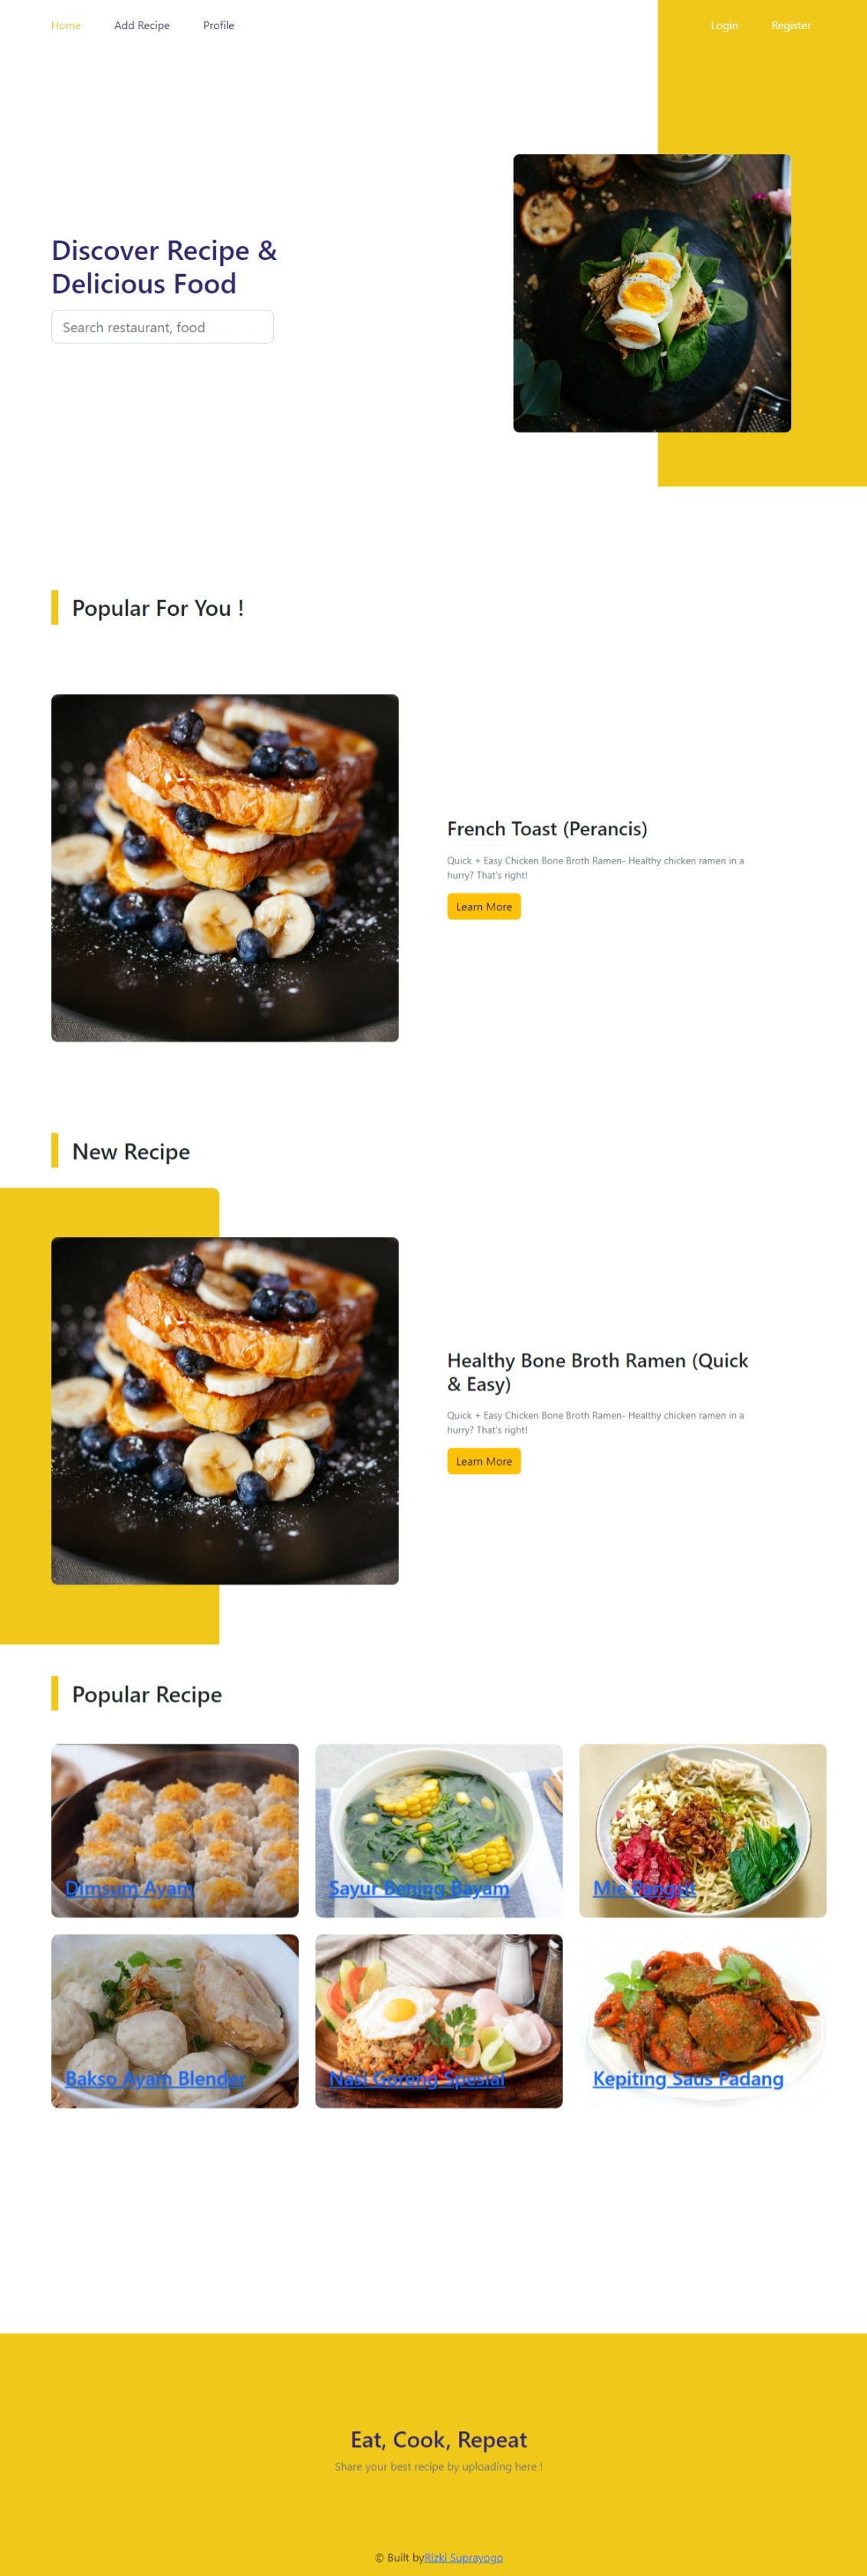 Home Add Recipe Profile Login Register
Discover Recipe &
Delicious Food
Search restaurant, food
Popular For You !
French Toast (Perancis)
Quick + Easy Chicken Bone Broth Ramen- Healthy chicken ramen in a
hurry? That's right!
Learn More
New Recipe
Healthy Bone Broth Ramen (Quick
& Easy)
Quick + Easy Chicken Bone Broth Ramen- Healthy chicken ramen in a
hurry? That's right!
Learn More
Popular Recipe
Dimsum Ayam
Sayur Bening Bayam
Mie Pangsit
Bakso Ayam Blender
Nasi Goreng Spesial
Kepiting Saus Padang
Eat, Cook, Repeat
Share your best recipe by uploading here !
© Built byRizki Suprayogo